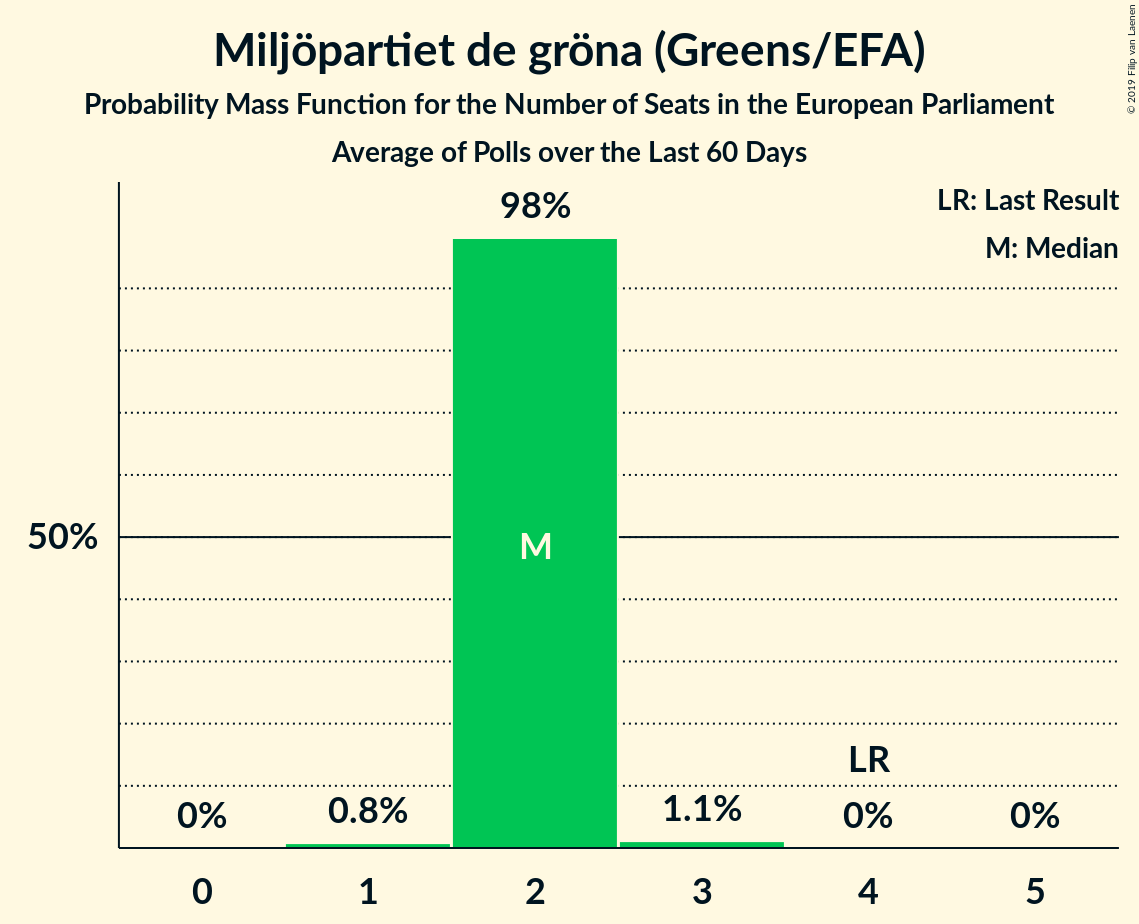 Miljöpartiet de gröna (Greens/EFA)
Probability Mass Function for the Number of Seats in the European Parliament
Average of Polls over the Last 60 Days
© 2019 Filip van Laenen
LR: Last Result
M: Median
98%
50%
M
LR
0% 0.8% 1.1% 0% 0%
0 1 2 3 4 5